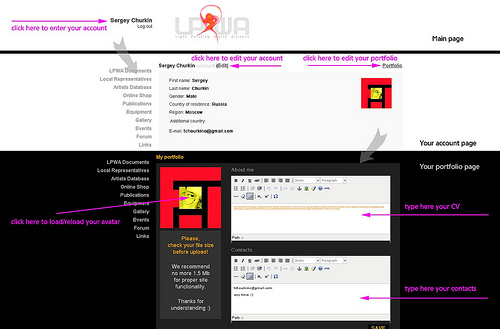 Sergey Churkin
Log out
click here to enter your account
LPWA
Light Painting World Alliance
Main page
click here to edit your account
click here to edit your portfolio
Sergey Churkin (Edit)
Portfolio
LPWA Documents
Local Representatives
Artists Database
Online Shop
Publications
Equipment
Gallery
Events
Forum
Links
First name: Sergey
Last name: Churkin
Gender: Male
Country of residence: Russia
Region: Moscow
Additional country:
E-mail: tchourkine@gmail.com
Your account page
LPWA Documents
Local Representatives
Artists Database
Online Shop
Publications
Equipment
Gallery
Events
Forum
Links
My portfolio
Your portfolio page
click here to load/reload your avatar
Please,
check your file size
before upload!
We recommend
no more 1,5 Mb
for proper site
functionality.
Thanks for
understanding :)
About me
Styles
Paragraph
type here your CV
Path: p
Contacts
Styles
Paragraph
tchourkine@gmail.com
any time :)
type here your contacts
Path: p
SAVE